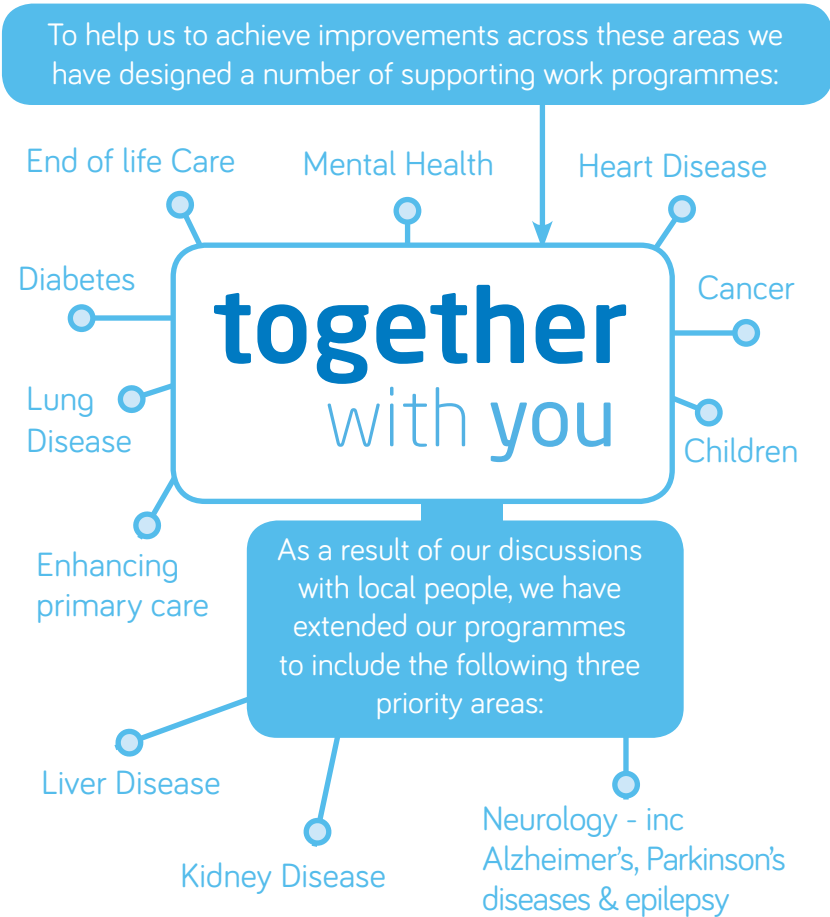 To help us to achieve improvements across these areas we
have designed a number of supporting work programmes:
End of life Care
Mental Health
Heart Disease
Diabetes
Cancer
together
with you
Lung
Disease
Children
Enhancing
primary care
As a result of our discussions
with local people, we have
extended our programmes
to include the following three
priority areas:
Liver Disease
Kidney Disease
Neurology - inc
Alzheimer's, Parkinson's
diseases & epilepsy